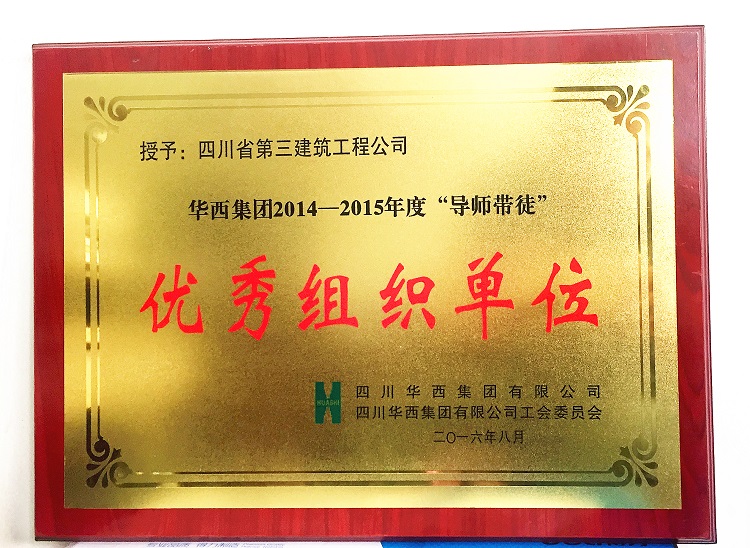 授予：四川省第三建筑工程公司
华西集团2014—2015年度“导师带徒”
优秀组织单位
HUASHI
四川华西集团有限公司
四川华西集团有限公司工会委员会
二〇一六年八月